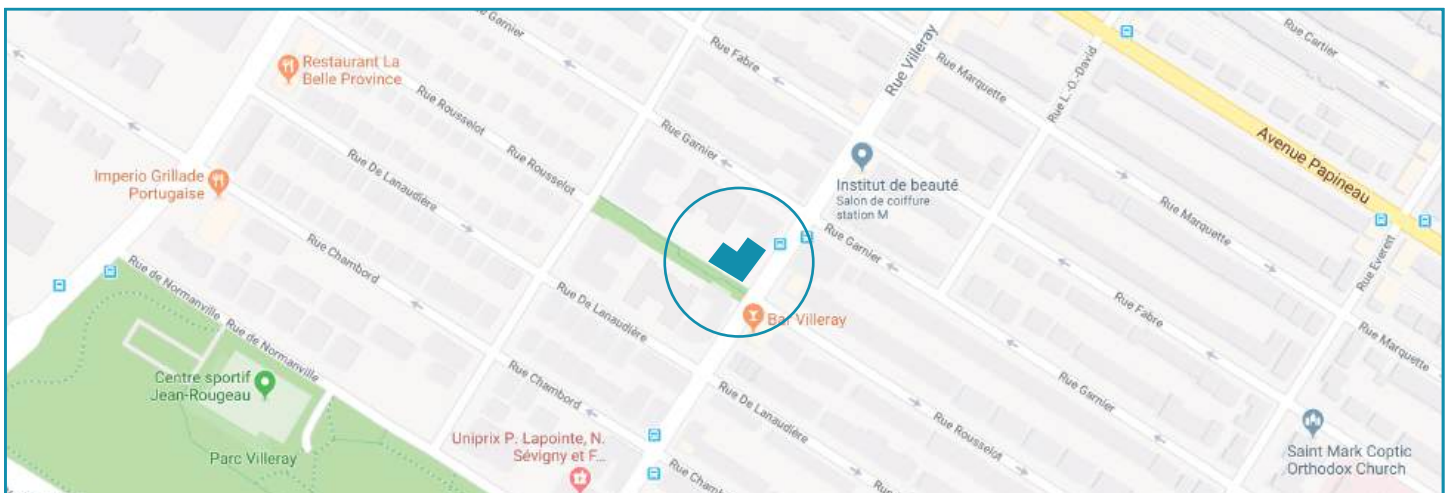 Rue Garnier
Rue Cartier
Rue Fabre
Rue Villeray
Rue L.-O.-David
Restaurant La
Belle Province
Rue Marquette
Rue Rousselot
Avenue Papineau
Rue Garnier
Rue De Lanaudière
Rue Rousselot
Institut de beauté
Salon de coiffure
station M
Imperio Grillade
Portugaise
Rue Marquette
Rue Chambord
Rue Garnier
Rue Everett
Rue de Normanville
Rue De Lanaudière
Rue Fabre
Bar Villeray
Rue de Normanville
Rue Marquette
Centre sportif
Jean-Rougeau
Rue Chambord
Rue Garnier
Rue De Lanaudière
Rue Rousselot
Uniprix P. Lapointe, N.
Sévigny et F...
Parc Villeray
Saint Mark Coptic
Orthodox Church